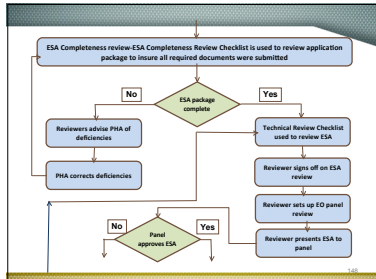 ESA Completeness review-ESA Completeness Review Checklist is used to review application
package to insure all required documents were submitted
No
Yes
ESA package
complete
Reviewers advise PHA of
deficiencies
Technical Review Checklist
used to review ESA
PHA corrects deficiencies
Reviewer signs off on ESA
review
Reviewer sets up EO panel
review
No
Yes
Panel
approves ESA
Reviewer presents ESA to
panel